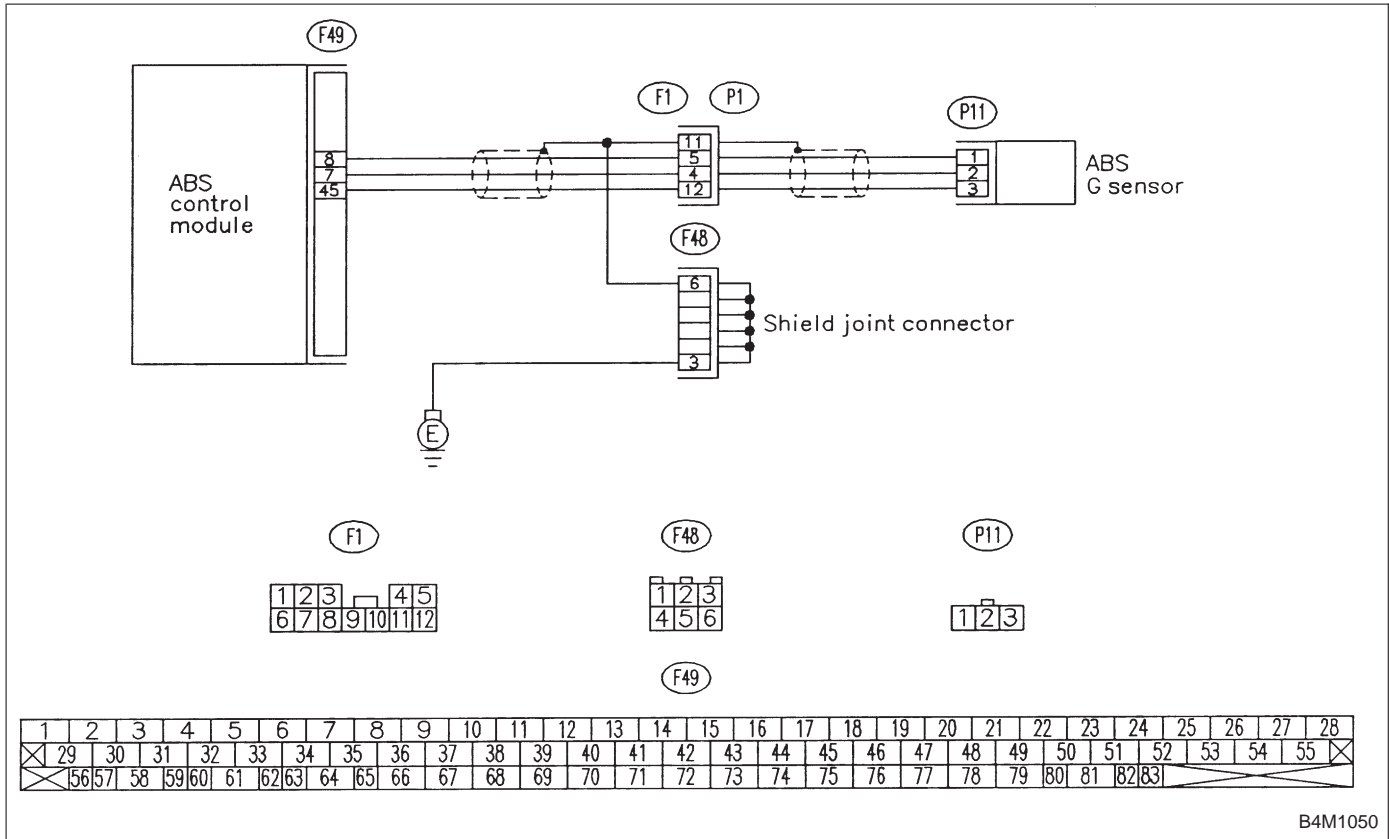 F49
F1 P1
P11
8
7
45
11
5
4
12
1
2
3
ABS
control
module
ABS
G sensor
F48
6
3
Shield joint connector
E
F1
F48
P11
1 2 3 4 5
6 7 8 9 10 11 12
1 2 3
4 5 6
1 2 3
F49
1 2 3 4 5 6 7 8 9 10 11 12 13 14 15 16 17 18 19 20 21 22 23 24 25 26 27 28
29 30 31 32 33 34 35 36 37 38 39 40 41 42 43 44 45 46 47 48 49 50 51 52 53 54 55
56 57 58 59 60 61 62 63 64 65 66 67 68 69 70 71 72 73 74 75 76 77 78 79 80 81 82 83
B4M1050